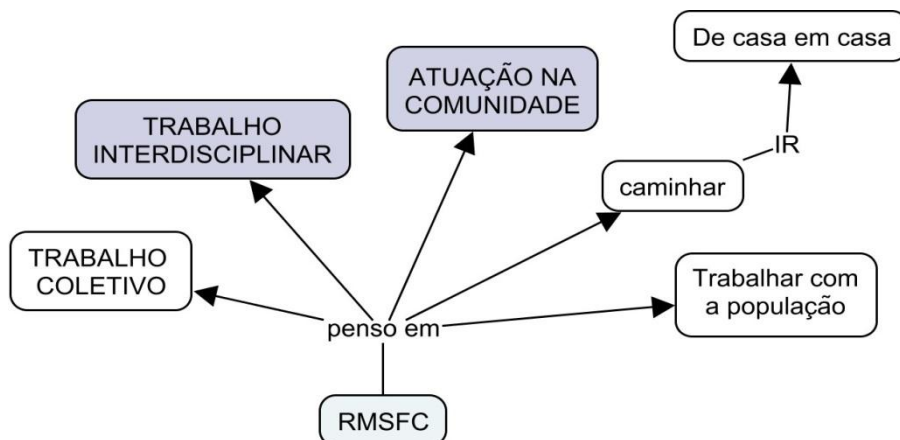 De casa em casa
ATUAÇÃO NA
COMUNIDADE
TRABALHO
INTERDISCIPLINAR
IR
caminhar
TRABALHO
COLETIVO
Trabalhar com
a população
penso em
RMSFC